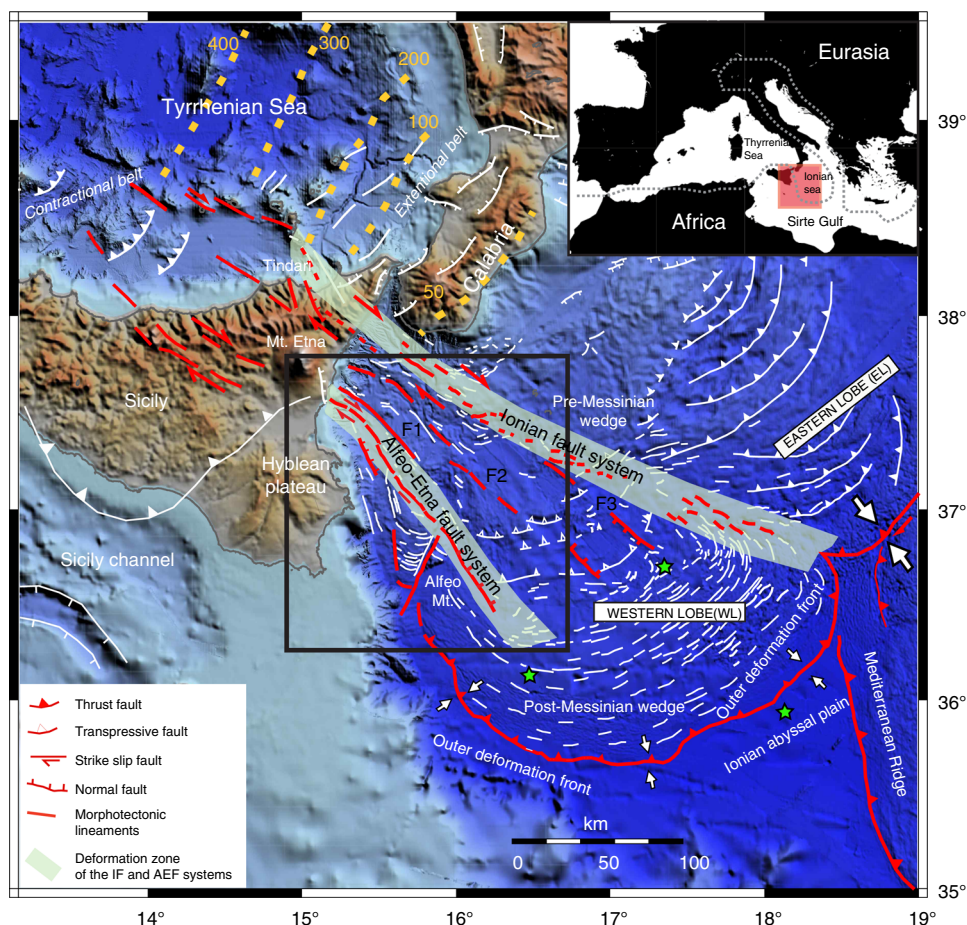 400
300
200
100
50
Tyrrhenian Sea
Contractional belt
Extentional belt
Calabria
Tindari
Mt. Etna
Sicily
Hyblean
plateau
Sicily channel
F1
F2
F3
Alfeo-Etna fault system
Ionian fault system
Alfeo
Mt.
Pre-Messinian
wedge
EASTERN LOBE (EL)
WESTERN LOBE(WL)
Post-Messinian wedge
Outer deformation front
Outer deformation front
Ionian abyssal plain
Mediterranean Ridge
km
0 50 100
Eurasia
Thyrrenian
Sea
Ionian
sea
Africa
Sirte Gulf
39°
38°
37°
36°
35°
14° 15° 16° 17° 18° 19°
Thrust fault
Transpressive fault
Strike slip fault
Normal fault
Morphotectonic
lineaments
Deformation zone
of the IF and AEF systems